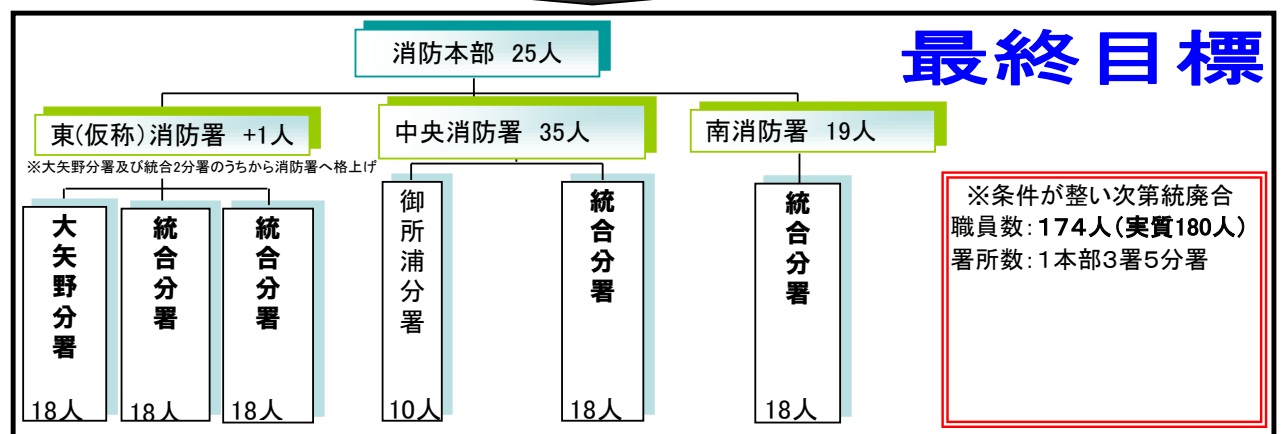 最終目標
消防本部 25人
東(仮称)消防署 +1人
※大矢野分署及び統合2分署のうちから消防署へ格上げ
中央消防署 35人
南消防署 19人
大矢野分署
18人
統合分署
18人
統合分署
18人
御所浦分署
10人
統合分署
18人
統合分署
18人
※条件が整い次第統廃合
職員数:174人(実質180人)
署所数:1本部3署5分署